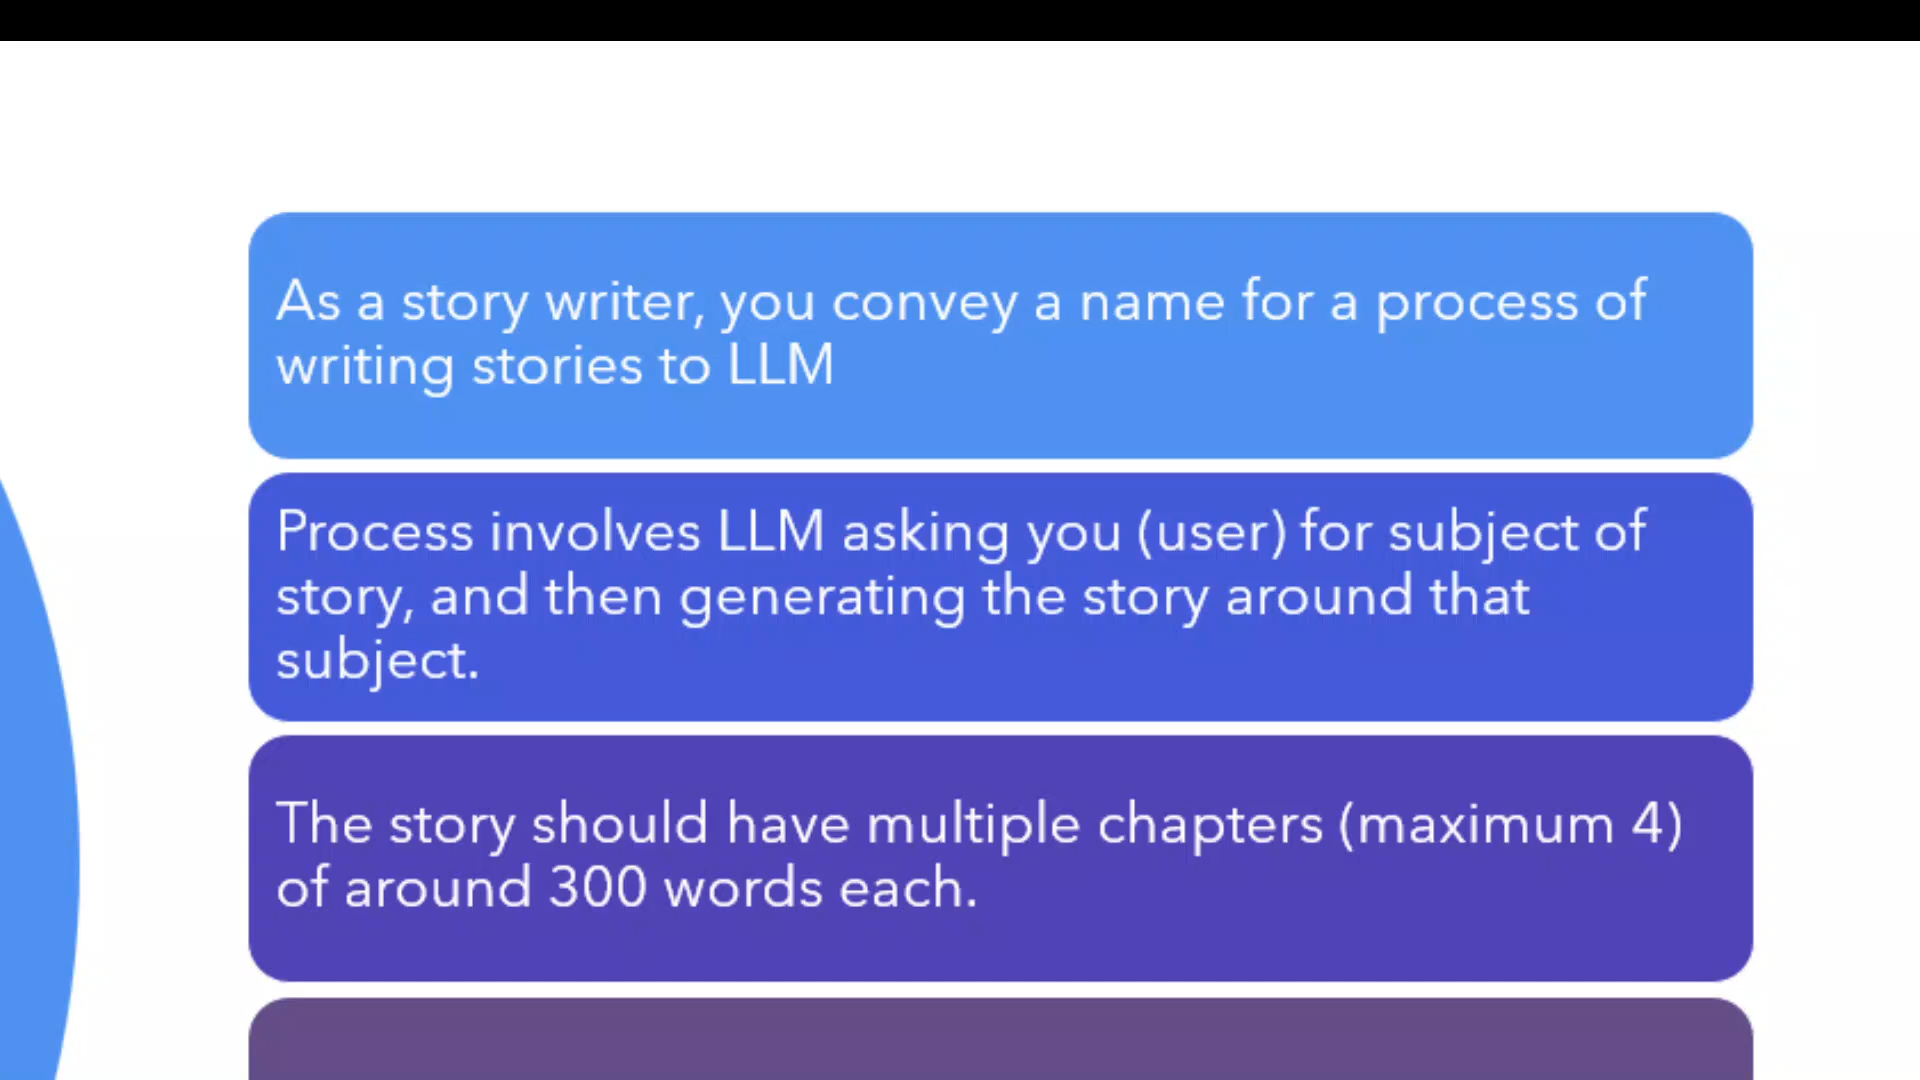 As a story writer, you convey a name for a process of
writing stories to LLM
Process involves LLM asking you (user) for subject of
story, and then generating the story around that
subject.
The story should have multiple chapters (maximum 4)
of around 300 words each.